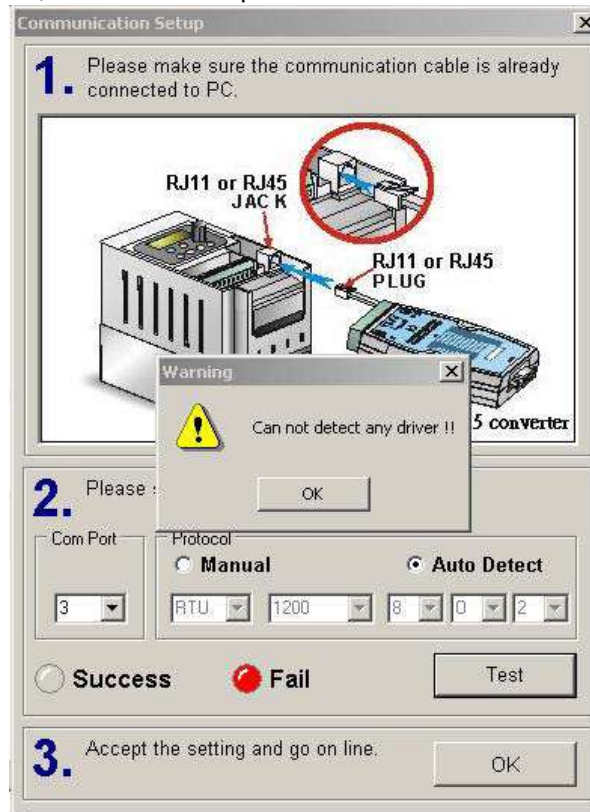 Communication Setup
1. Please make sure the communication cable is already
connected to PC.
RJ11 or RJ45
JACK
RJ11 or RJ45
PLUG
5 converter
Warning
Can not detect any driver !!
OK
2. Please
Com Port
Protocol
Manual
Auto Detect
3
RTU
1200
8
O
2
Success
Fail
Test
3. Accept the setting and go on line.
OK